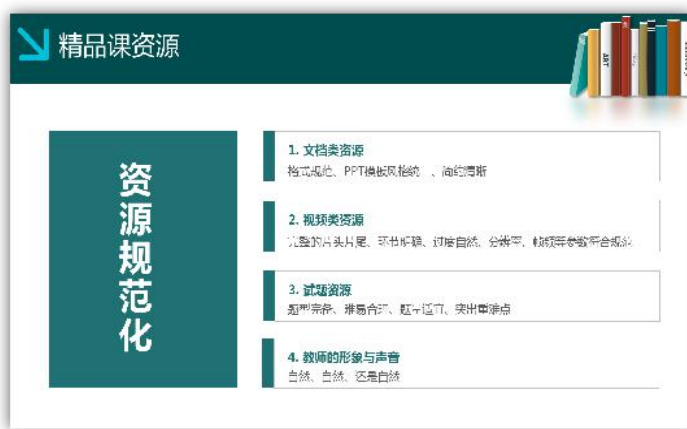 精品课资源
ART
资源规范化
1. 文档类资源
格式规范、PPT模板风格统一、简约清晰
2. 视频类资源
完整的片头片尾、环节明确、过度自然、分辨率、帧频等参数符合规范
3. 试题资源
题型完备、难易合理、题量适宜、突出重难点
4. 教师的形象与声音
自然、自然、还是自然